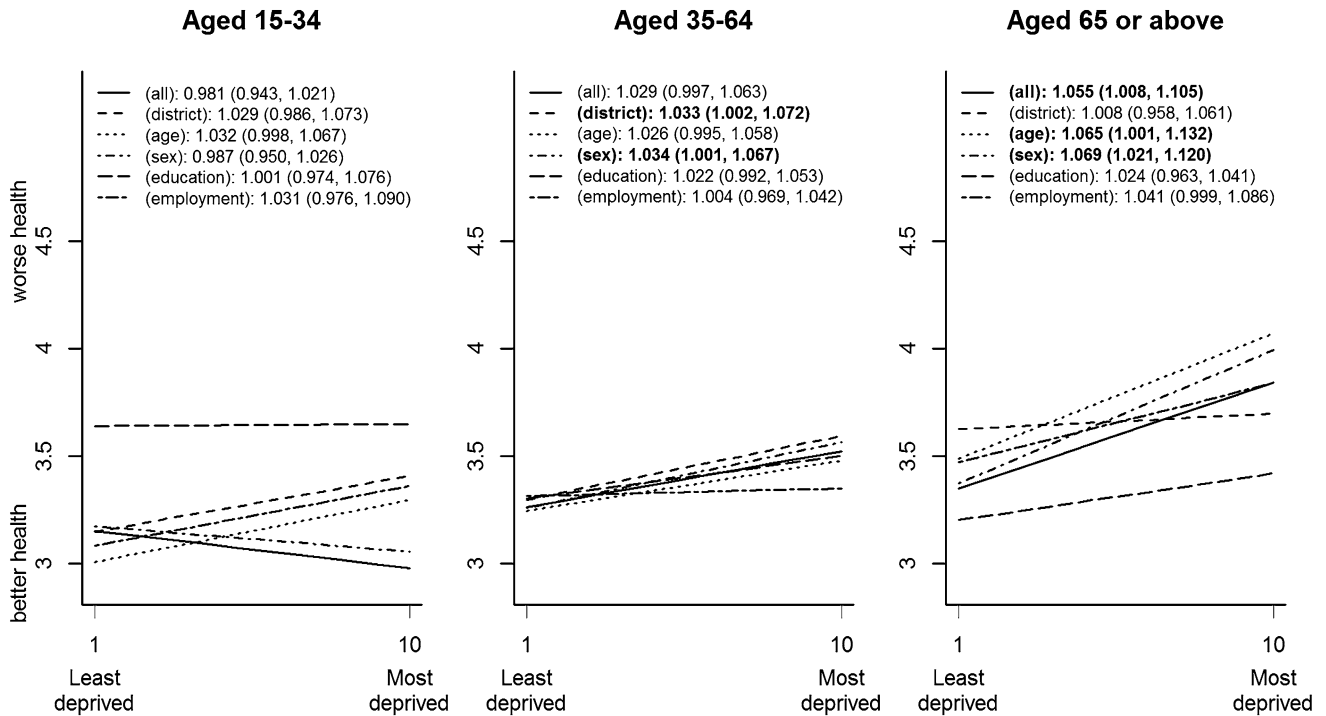 Aged 15-34
(all): 0.981 (0.943, 1.021)
(district): 1.029 (0.986, 1.073)
(age): 1.032 (0.998, 1.067)
(sex): 0.987 (0.950, 1.026)
(education): 1.001 (0.974, 1.076)
(employment): 1.031 (0.976, 1.090)
worse health
better health
4.5
4
3.5
3
1
10
Least
deprived
Most
deprived
Aged 35-64
(all): 1.029 (0.997, 1.063)
(district): 1.033 (1.002, 1.072)
(age): 1.026 (0.995, 1.058)
(sex): 1.034 (1.001, 1.067)
(education): 1.022 (0.992, 1.053)
(employment): 1.004 (0.969, 1.042)
4.5
4
3.5
3
1
10
Least
deprived
Most
deprived
Aged 65 or above
(all): 1.055 (1.008, 1.105)
(district): 1.008 (0.958, 1.061)
(age): 1.065 (1.001, 1.132)
(sex): 1.069 (1.021, 1.120)
(education): 1.024 (0.963, 1.041)
(employment): 1.041 (0.999, 1.086)
4.5
4
3.5
3
1
10
Least
deprived
Most
deprived